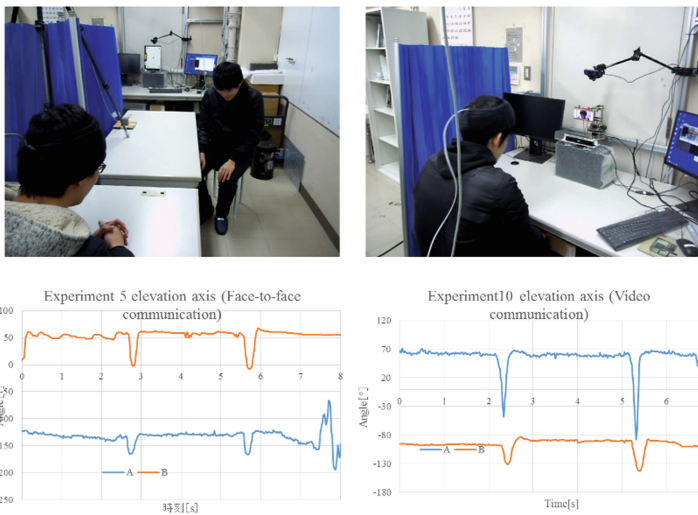 Experiment 5 elevation axis (Face-to-face
communication)
100
50
0
0 1 2 3 4 5 6 7 8
50
100
150
200
250
A B
時刻[s]
Experiment10 elevation axis (Video
communication)
120
70
20
-30
-80
-130
-180
0 1 2 3 4 5 6
Angle[°]
A B
Time[s]